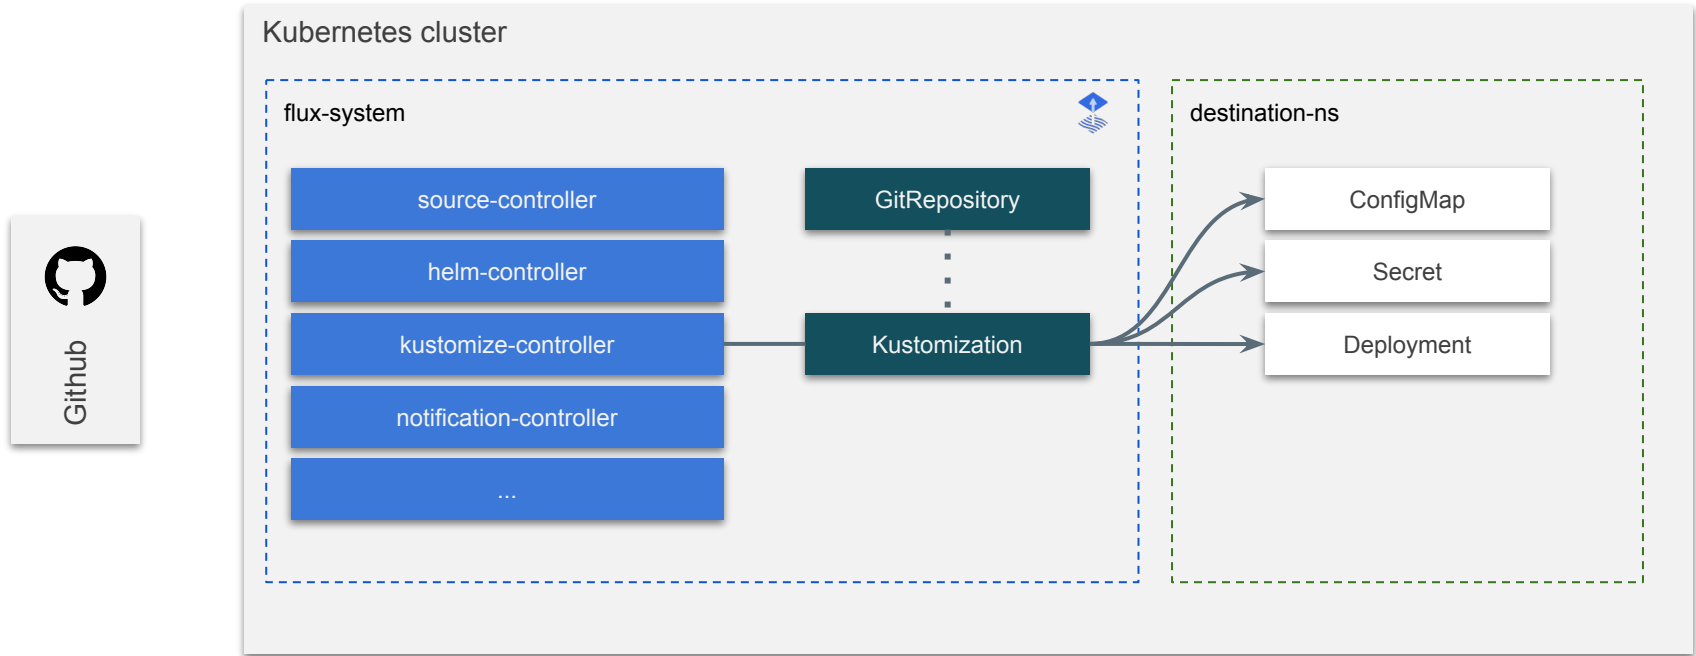 Kubernetes cluster
flux-system
source-controller
helm-controller
kustomize-controller
notification-controller
...
GitRepository
Kustomization
destination-ns
ConfigMap
Secret
Deployment
Github